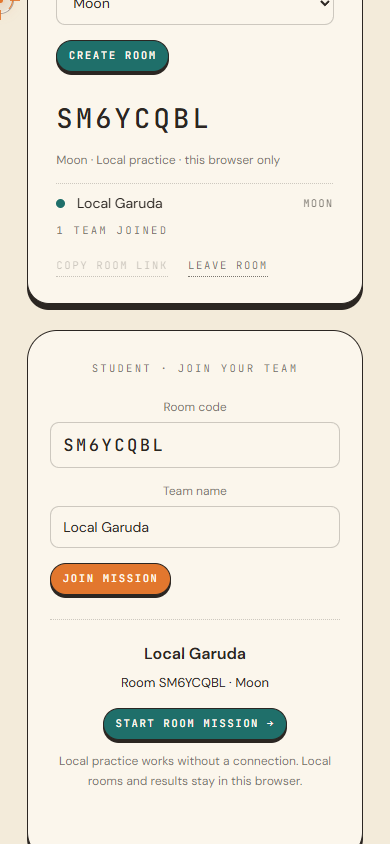 Moon
CREATE ROOM
SM6YCQBL
Moon · Local practice · this browser only
Local Garuda MOON
1 TEAM JOINED
COPY ROOM LINK LEAVE ROOM
STUDENT · JOIN YOUR TEAM
Room code
SM6YCQBL
Team name
Local Garuda
JOIN MISSION
Local Garuda
Room SM6YCQBL · Moon
START ROOM MISSION →
Local practice works without a connection. Local
rooms and results stay in this browser.